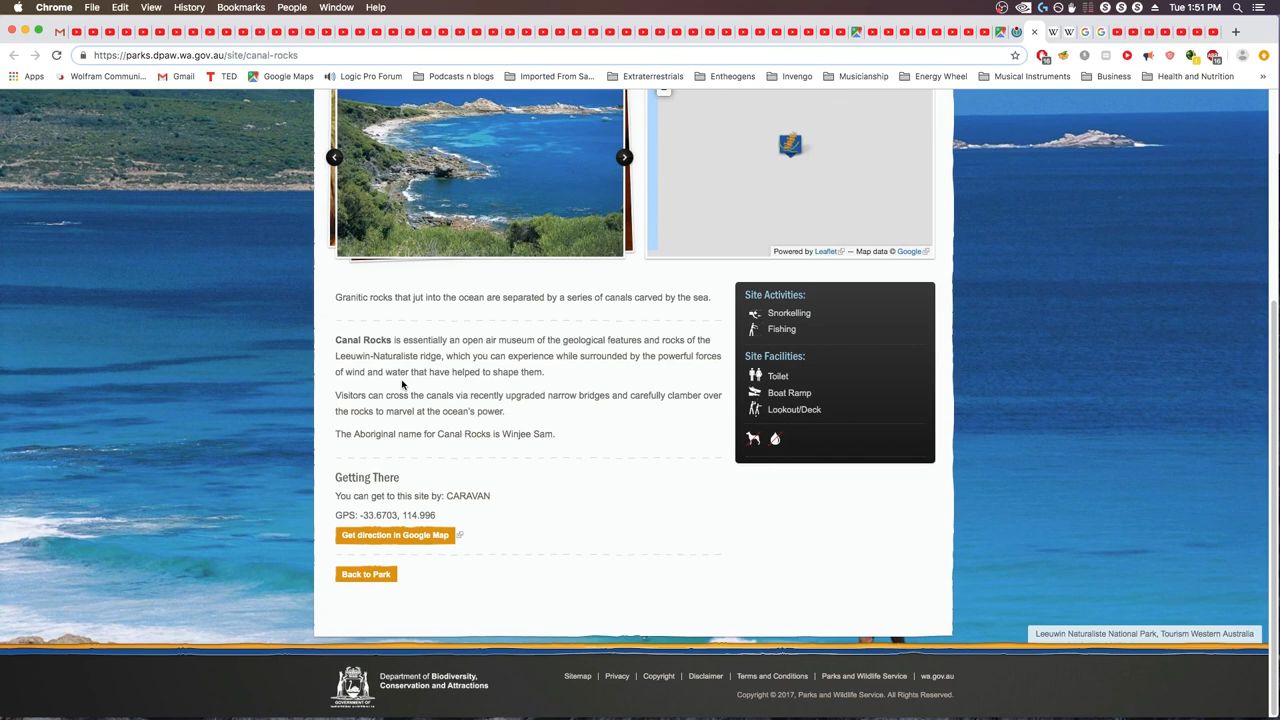 Chrome File Edit View History Bookmarks People Window Help
https://parks.dpaw.wa.gov.au/site/canal-rocks
Apps Wolfram Communi... Gmail TED Google Maps Logic Pro Forum Podcasts n blogs Imported From Sa... Extraterrestrials Entheogens Invengo Musicianship Energy Wheel Musical Instruments Business Health and Nutrition »
Powered by Leaflet — Map data © Google
Granitic rocks that jut into the ocean are separated by a series of canals carved by the sea.
Canal Rocks is essentially an open air museum of the geological features and rocks of the
Leeuwin-Naturaliste ridge, which you can experience while surrounded by the powerful forces
of wind and water that have helped to shape them.
Visitors can cross the canals via recently upgraded narrow bridges and carefully clamber over
the rocks to marvel at the ocean's power.
The Aboriginal name for Canal Rocks is Winjee Sam.
Site Activities:
Snorkelling
Fishing
Site Facilities:
Toilet
Boat Ramp
Lookout/Deck
Getting There
You can get to this site by: CARAVAN
GPS: -33.6703, 114.996
Get direction in Google Map
Back to Park
Leeuwin Naturaliste National Park, Tourism Western Australia
Department of Biodiversity,
Conservation and Attractions
Sitemap | Privacy | Copyright | Disclaimer | Terms and Conditions | Parks and Wildlife Service | wa.gov.au
Copyright © 2017, Parks and Wildlife Service. All Rights Reserved.